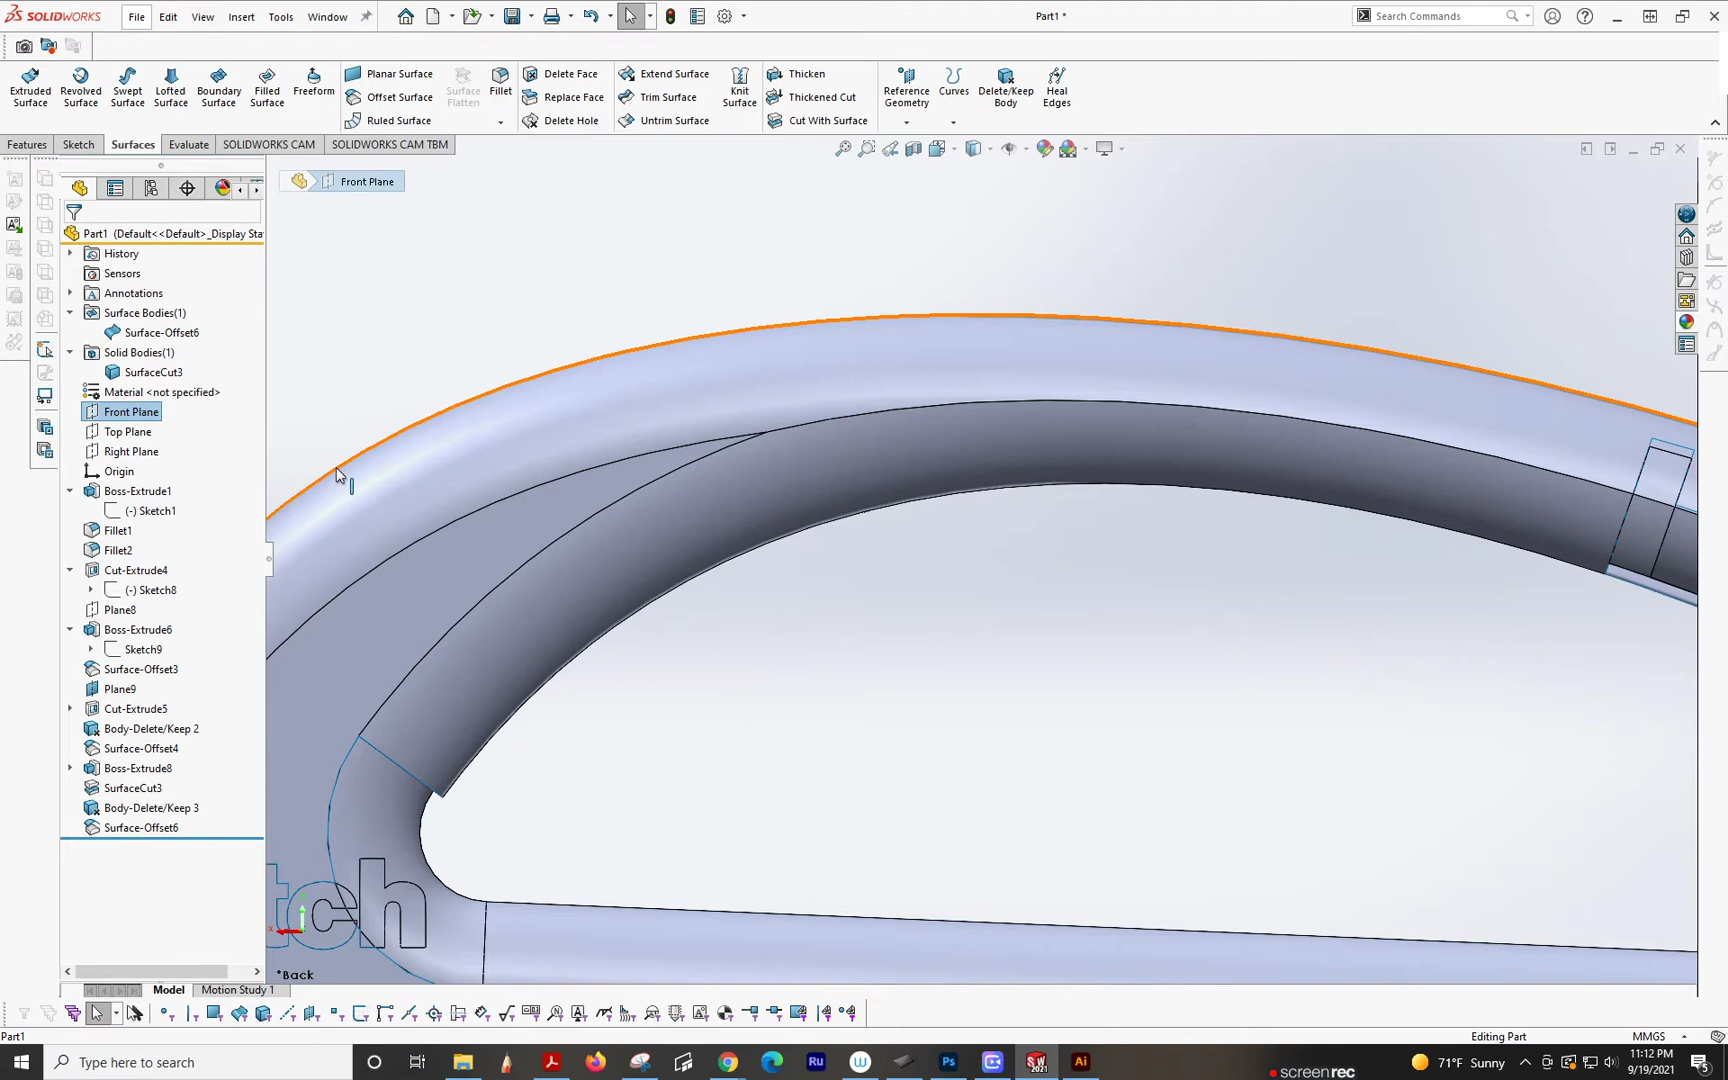 SOLIDWORKS File Edit View Insert Tools Window
Part1 *
Search Commands
Extruded Surface
Revolved Surface
Swept Surface
Lofted Surface
Boundary Surface
Filled Surface
Freeform
Planar Surface
Offset Surface
Ruled Surface
Surface Flatten
Fillet
Delete Face
Replace Face
Delete Hole
Extend Surface
Trim Surface
Untrim Surface
Knit Surface
Thicken
Thickened Cut
Cut With Surface
Reference Geometry
Curves
Delete/Keep Body
Heal Edges
Features Sketch Surfaces Evaluate SOLIDWORKS CAM SOLIDWORKS CAM TBM
Front Plane
Part1 (Default<<Default>_Display Sta
History
Sensors
Annotations
Surface Bodies(1)
Surface-Offset6
Solid Bodies(1)
SurfaceCut3
Material <not specified>
Front Plane
Top Plane
Right Plane
Origin
Boss-Extrude1
(-) Sketch1
Fillet1
Fillet2
Cut-Extrude4
(-) Sketch8
Plane8
Boss-Extrude6
Sketch9
Surface-Offset3
Plane9
Cut-Extrude5
Body-Delete/Keep 2
Surface-Offset4
Boss-Extrude8
SurfaceCut3
Body-Delete/Keep 3
Surface-Offset6
tch
x
*Back
Model Motion Study 1
Part1
Editing Part
MMGS
Type here to search
Ru
W
Ps
SW 2021
Ai
71°F Sunny
11:12 PM
9/19/2021
5
screenrec